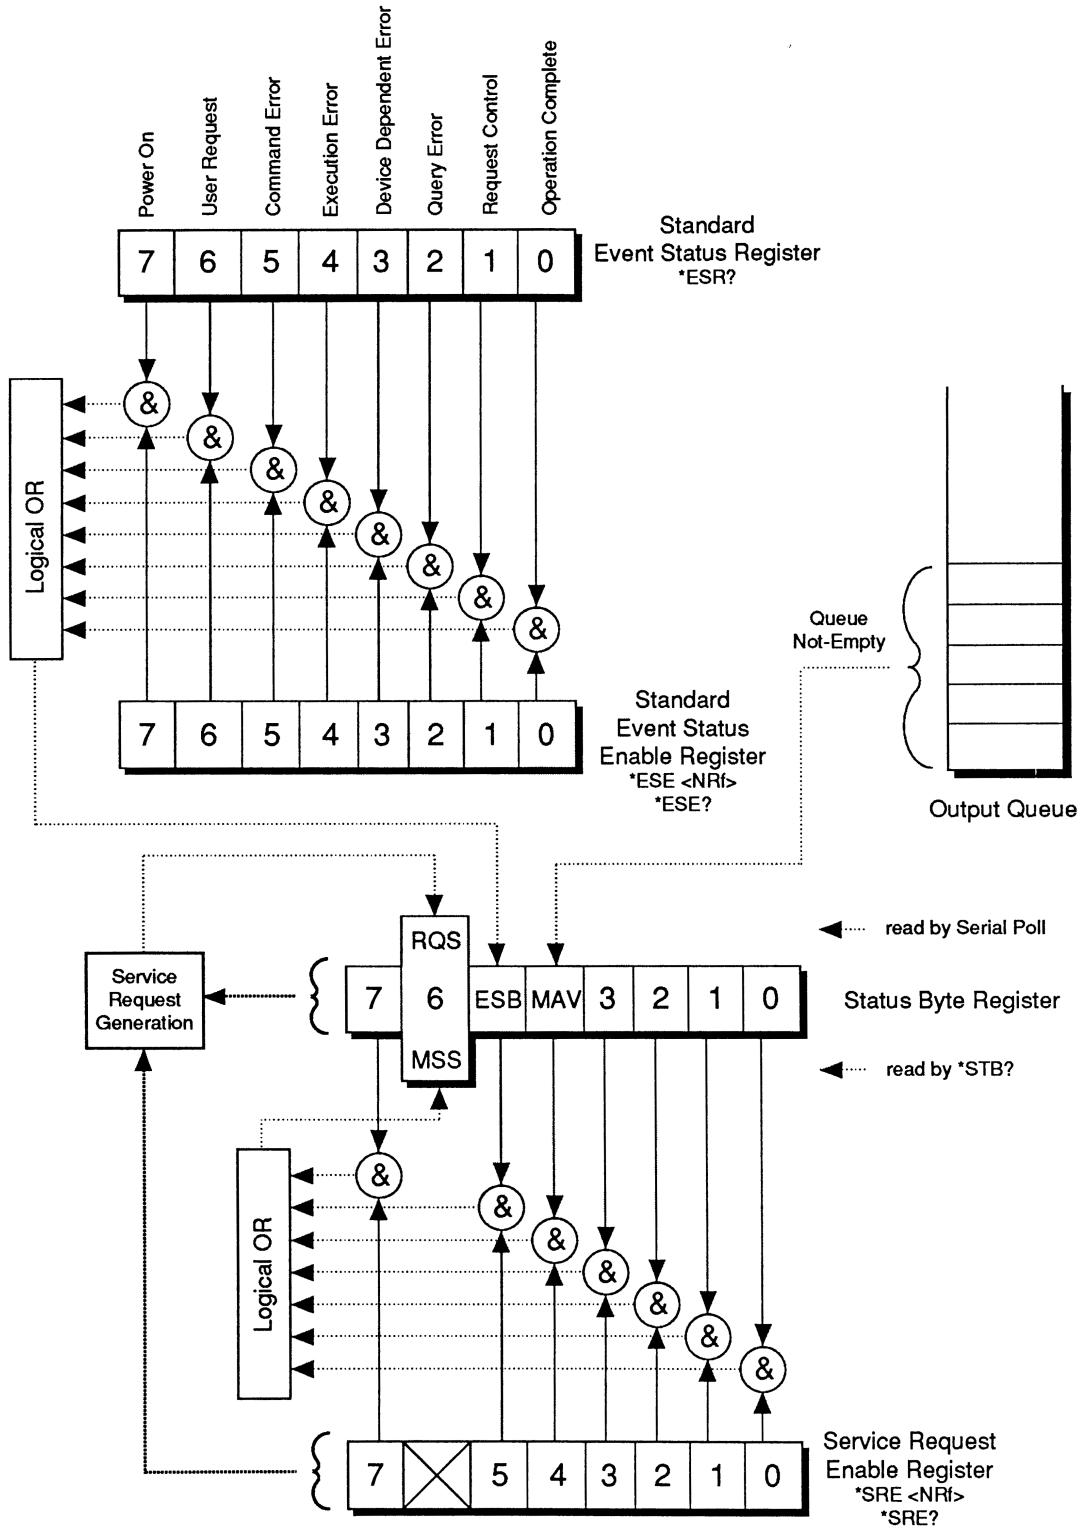 Power On
User Request
Command Error
Execution Error
Device Dependent Error
Query Error
Request Control
Operation Complete
7 6 5 4 3 2 1 0
Standard
Event Status Register
*ESR?
&
&
&
&
&
&
&
&
Logical OR
Queue
Not-Empty
7 6 5 4 3 2 1 0
Standard
Event Status
Enable Register
*ESE <NRf>
*ESE?
Output Queue
Service
Request
Generation
RQS
7 6 ESB MAV 3 2 1 0
MSS
read by Serial Poll
Status Byte Register
read by *STB?
&
&
&
&
&
&
&
Logical OR
7 5 4 3 2 1 0
Service Request
Enable Register
*SRE <NRf>
*SRE?